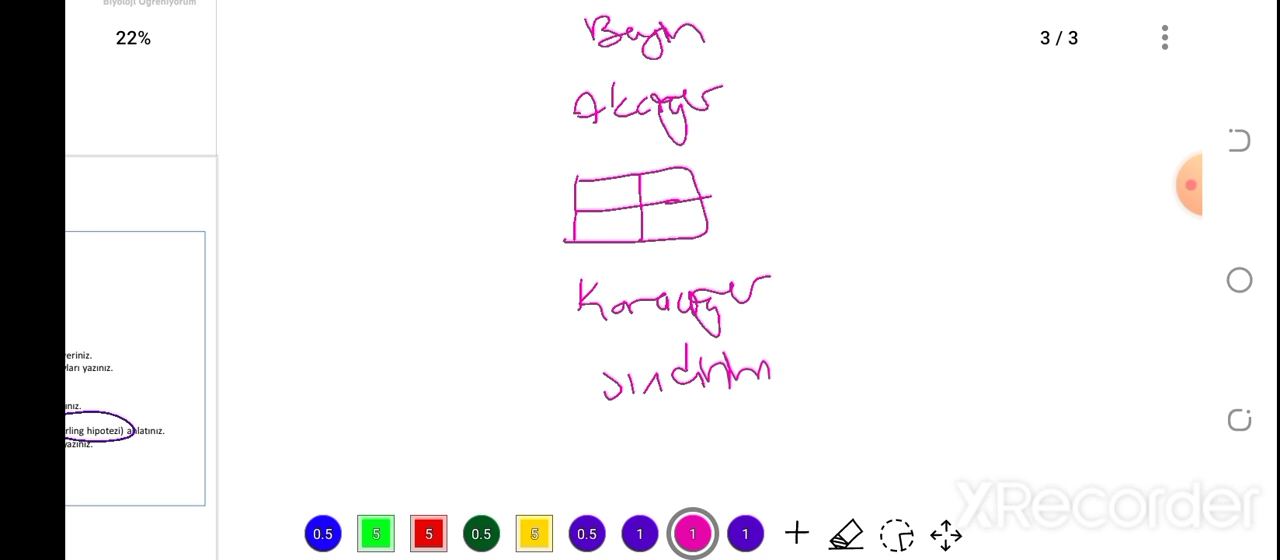 Biyoloji Öğreniyorum
22%
3 / 3
Beyin
Akciğer
Karaciğer
sindirim
veriniz.
ları yazınız.
ınız.
rling hipotezi) anlatınız.
yazınız.
0.5 5 5 0.5 5 0.5 1 1 1
XRecorder